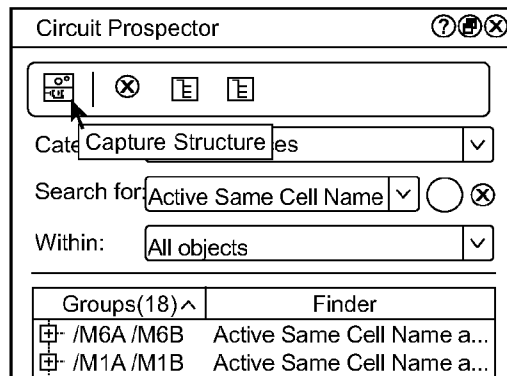 Circuit Prospector
Cate Capture Structure es
Search for: Active Same Cell Name
Within: All objects
Groups(18) Finder
/M6A /M6B Active Same Cell Name a...
/M1A /M1B Active Same Cell Name a...